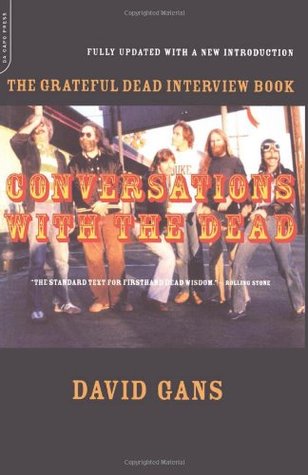 DA CAPO PRESS
FULLY UPDATED WITH A NEW INTRODUCTION
THE GRATEFUL DEAD INTERVIEW BOOK
CONVERSATIONS
WITH THE DEAD
"THE STANDARD TEXT FOR FIRSTHAND DEAD WISDOM." – ROLLING STONE
DAVID GANS